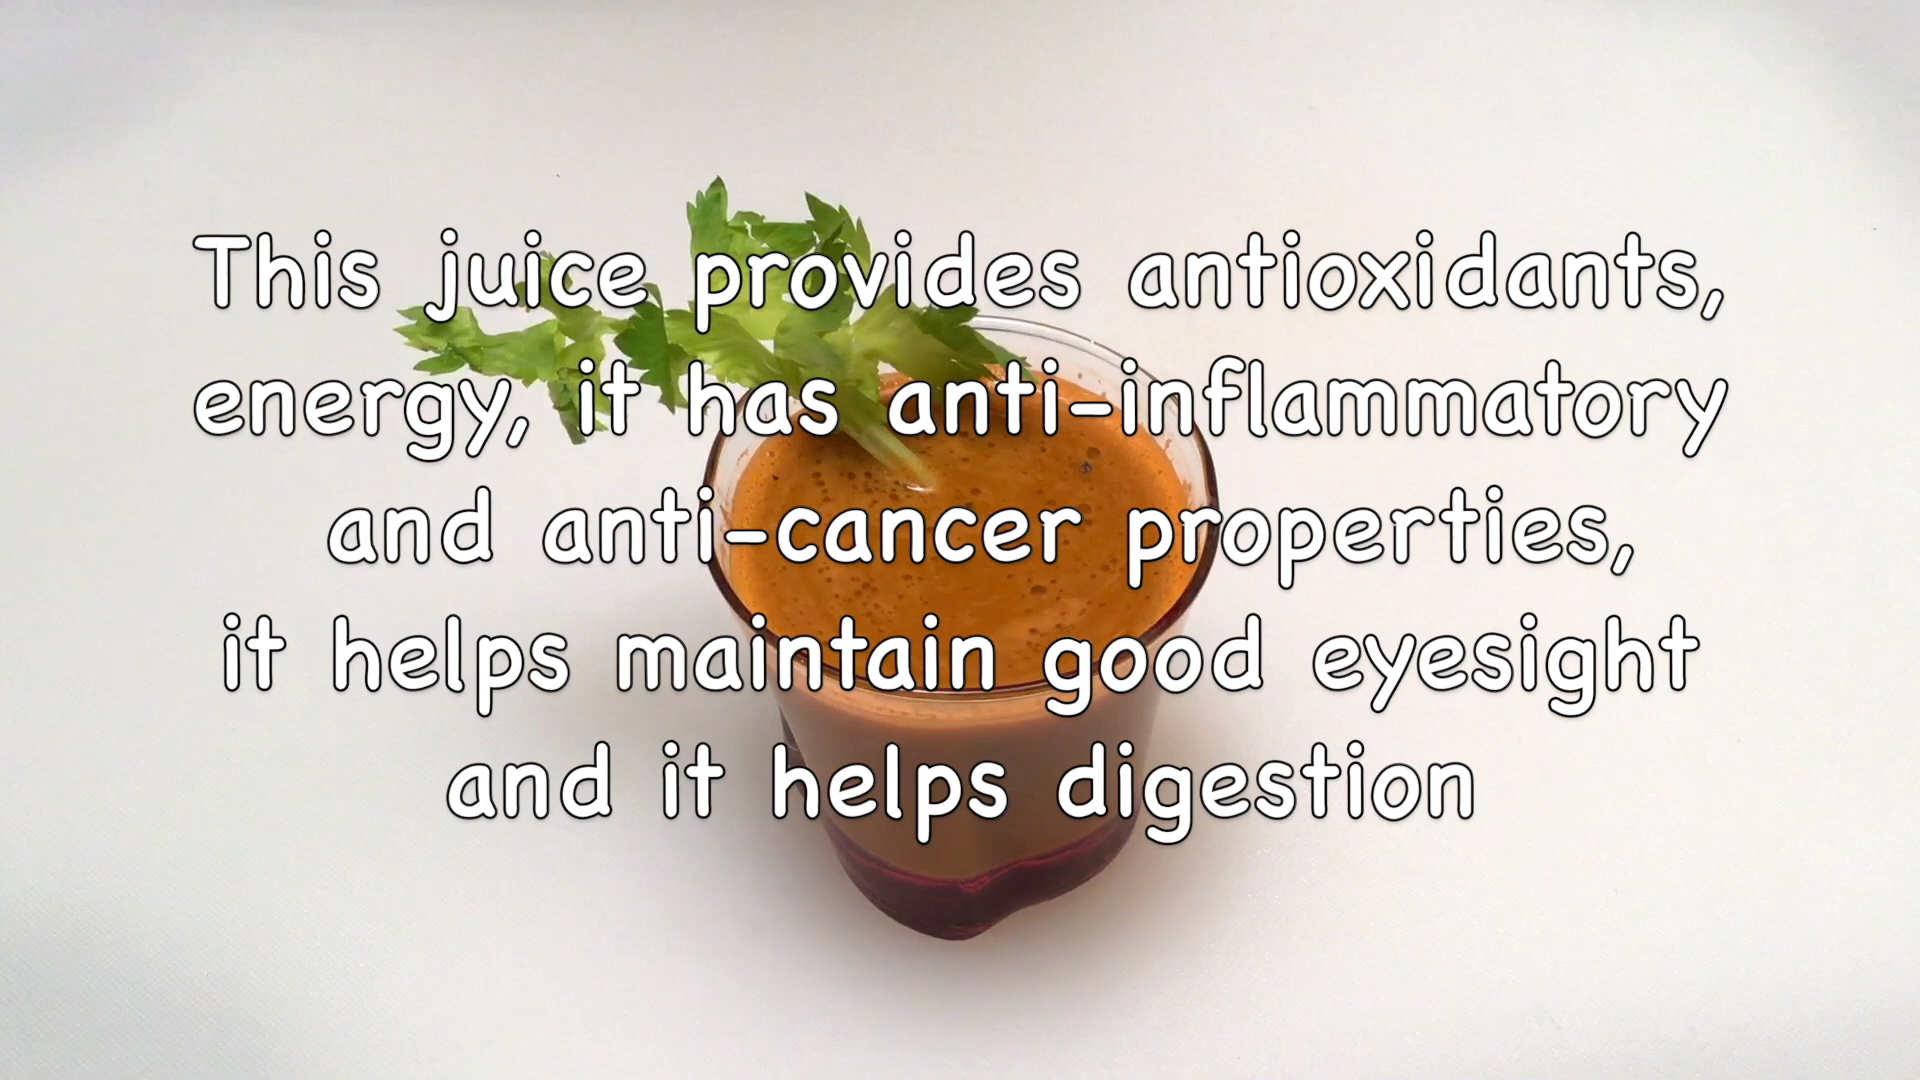 This juice provides antioxidants,
energy, it has anti-inflammatory
and anti-cancer properties,
it helps maintain good eyesight
and it helps digestion